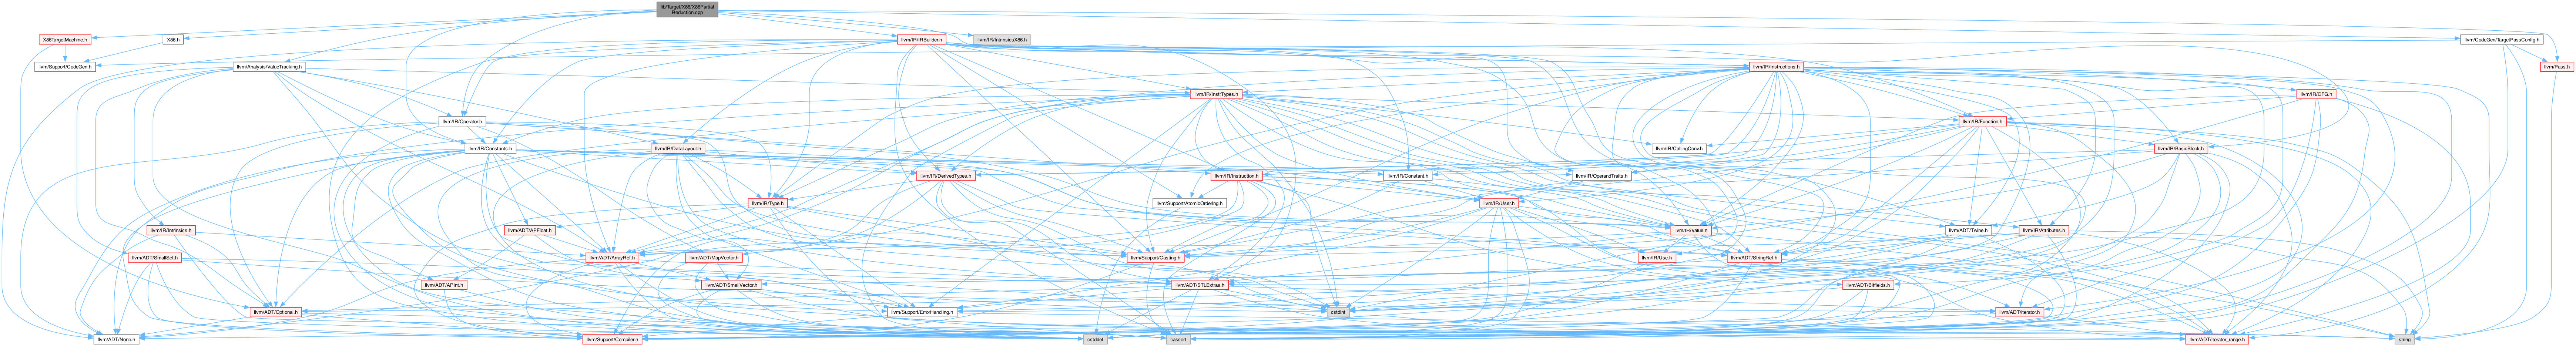 lib/Target/X86/X86Partial
Reduction.cpp
X86TargetMachine.h
X86.h
llvm/IR/IRBuilder.h
llvm/IR/IntrinsicsX86.h
llvm/CodeGen/TargetPassConfig.h
llvm/Support/CodeGen.h
llvm/Analysis/ValueTracking.h
llvm/IR/Instructions.h
llvm/Pass.h
llvm/IR/InstrTypes.h
llvm/IR/CFG.h
llvm/IR/Operator.h
llvm/IR/Function.h
llvm/IR/Constants.h
llvm/IR/DataLayout.h
llvm/IR/CallingConv.h
llvm/IR/BasicBlock.h
llvm/IR/DerivedTypes.h
llvm/IR/Instruction.h
llvm/IR/Constant.h
llvm/IR/OperandTraits.h
llvm/IR/Type.h
llvm/Support/AtomicOrdering.h
llvm/IR/User.h
llvm/IR/Intrinsics.h
llvm/ADT/APFloat.h
llvm/IR/Value.h
llvm/ADT/Twine.h
llvm/IR/Attributes.h
llvm/ADT/SmallSet.h
llvm/ADT/ArrayRef.h
llvm/ADT/MapVector.h
llvm/Support/Casting.h
llvm/IR/Use.h
llvm/ADT/StringRef.h
llvm/ADT/APInt.h
llvm/ADT/SmallVector.h
llvm/ADT/STLExtras.h
llvm/ADT/Bitfields.h
llvm/ADT/Optional.h
llvm/Support/ErrorHandling.h
cstdint
llvm/ADT/iterator.h
llvm/ADT/None.h
llvm/Support/Compiler.h
cstddef
cassert
llvm/ADT/iterator_range.h
string